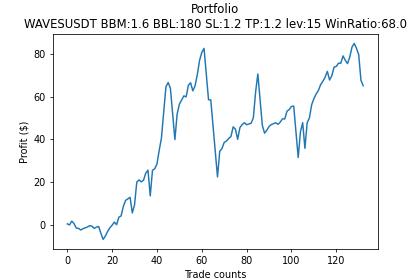 Portfolio
WAVESUSDT BBM:1.6 BBL:180 SL:1.2 TP:1.2 lev:15 WinRatio:68.0
80
60
40
20
0
Profit ($)
0 20 40 60 80 100 120
Trade counts